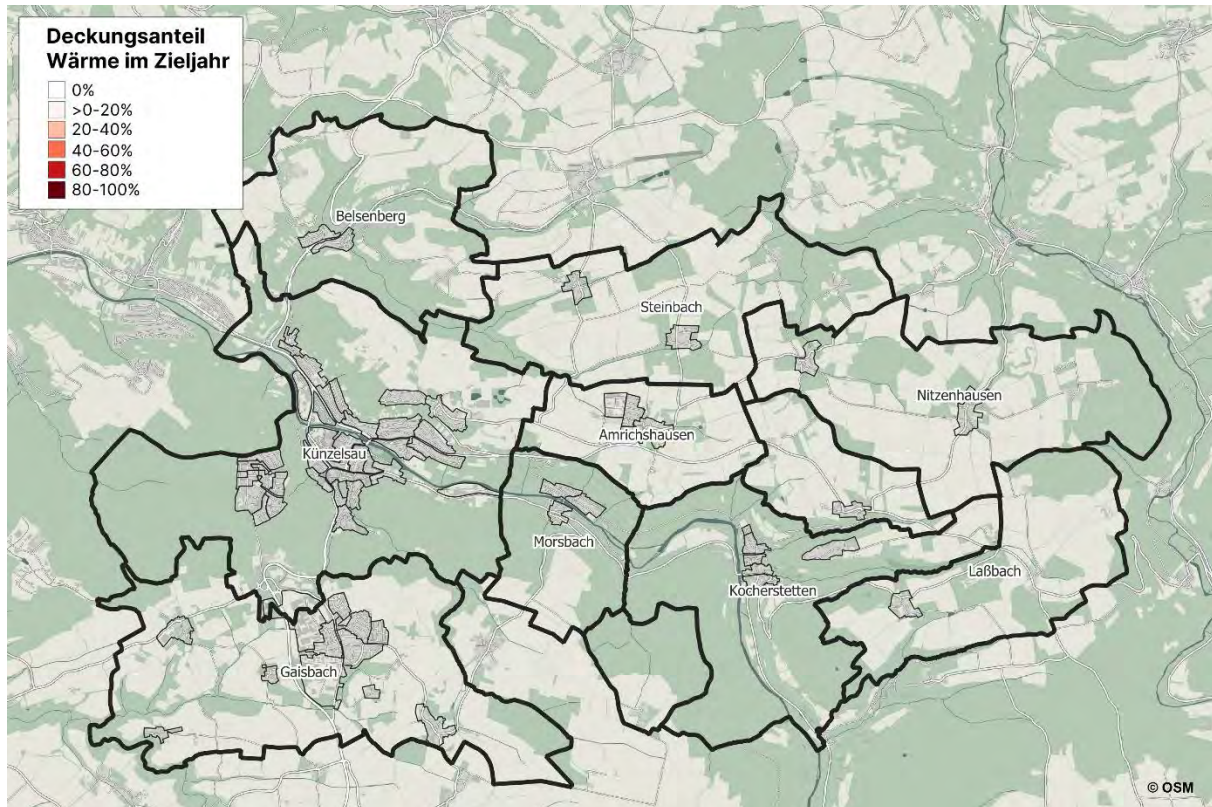 Deckungsanteil
Wärme im Zieljahr
0%
>0-20%
20-40%
40-60%
60-80%
80-100%
Belsenberg
Steinbach
Nitzenhausen
Amrichshausen
Künzelsau
Morsbach
Laßbach
Kocherstetten
Gaisbach
© OSM